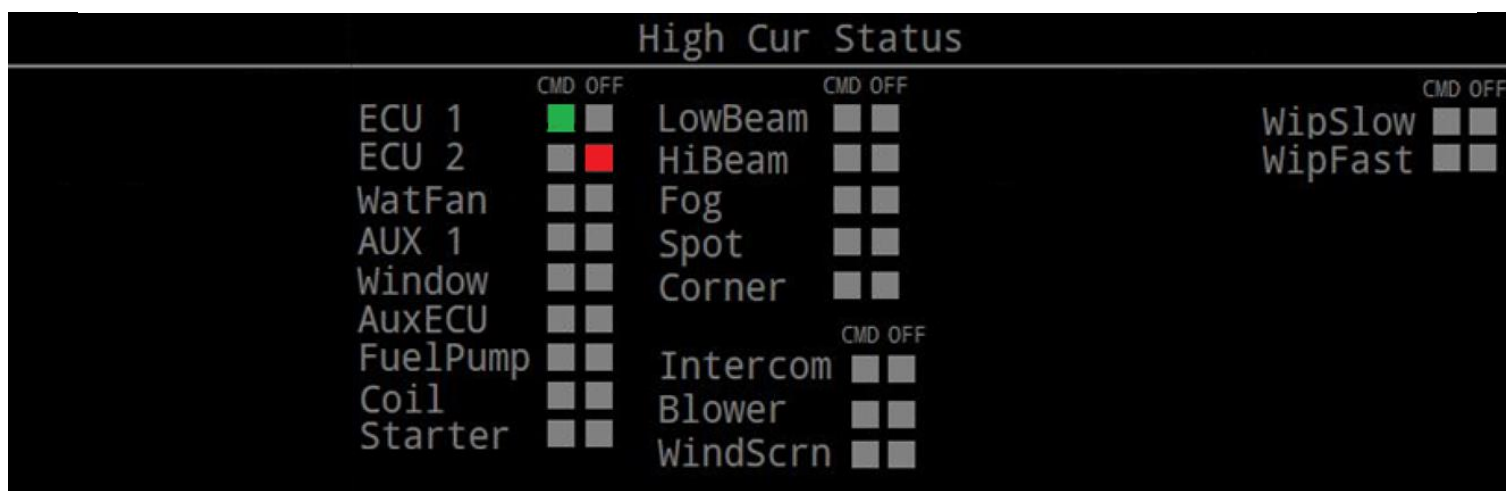 High Cur Status
CMD OFF
ECU 1
ECU 2
WatFan
AUX 1
Window
AuxECU
FuelPump
Coil
Starter
CMD OFF
LowBeam
HiBeam
Fog
Spot
Corner
CMD OFF
Intercom
Blower
WindScrn
CMD OFF
WipSlow
WipFast